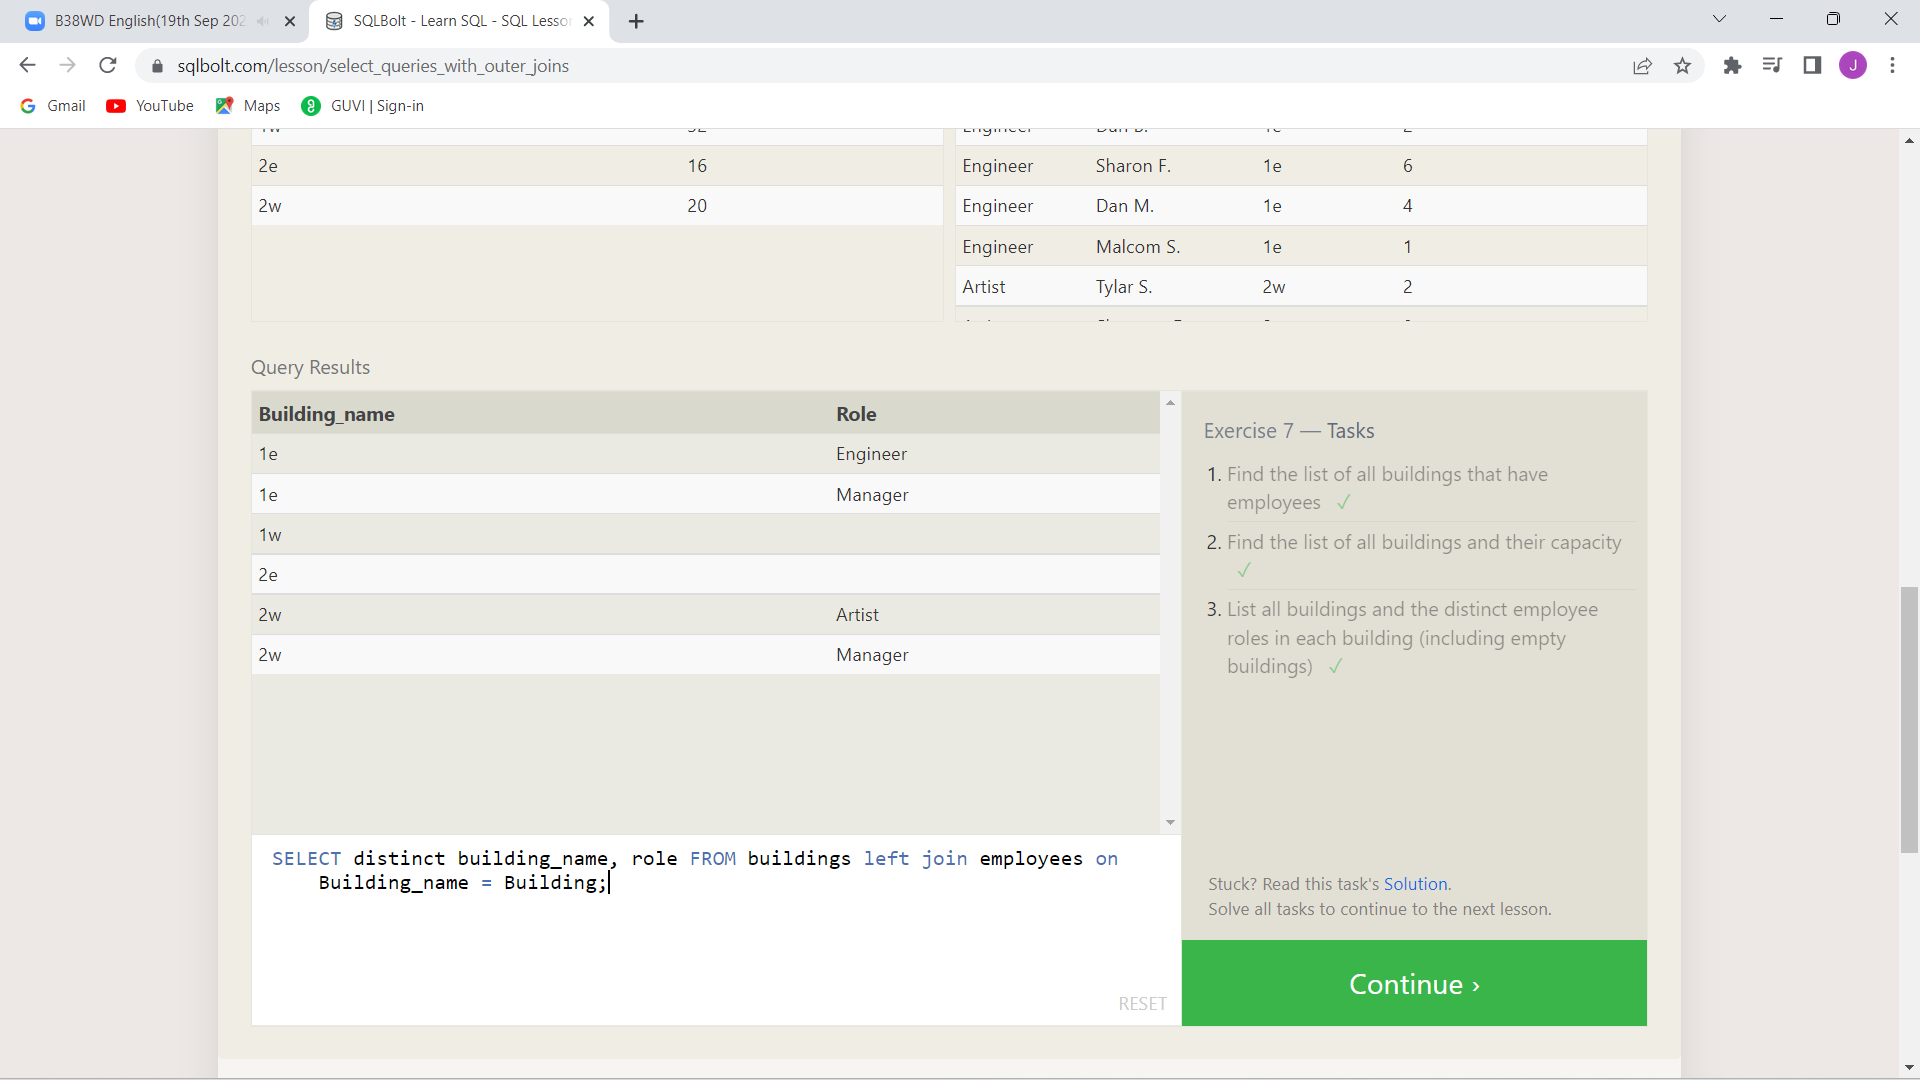 B38WD English(19th Sep 202
SQLBolt - Learn SQL - SQL Lesso
sqlbolt.com/lesson/select_queries_with_outer_joins
J
Gmail YouTube Maps GUVI | Sign-in
2e 16
2w 20
Engineer Sharon F. 1e 6
Engineer Dan M. 1e 4
Engineer Malcom S. 1e 1
Artist Tylar S. 2w 2
Query Results
Building_name Role
1e Engineer
1e Manager
1w
2e
2w Artist
2w Manager
SELECT distinct building_name, role FROM buildings left join employees on
Building_name = Building;
RESET
Exercise 7 — Tasks
1. Find the list of all buildings that have
employees ✓
2. Find the list of all buildings and their capacity
✓
3. List all buildings and the distinct employee
roles in each building (including empty
buildings) ✓
Stuck? Read this task's Solution.
Solve all tasks to continue to the next lesson.
Continue ›